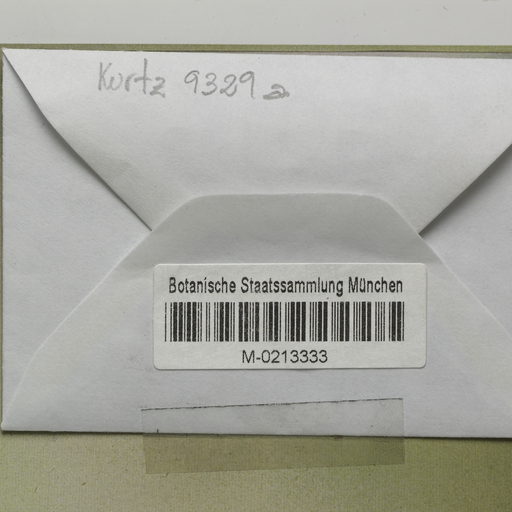 Kurtz 9329a
Botanische Staatssammlung München
M-0213333